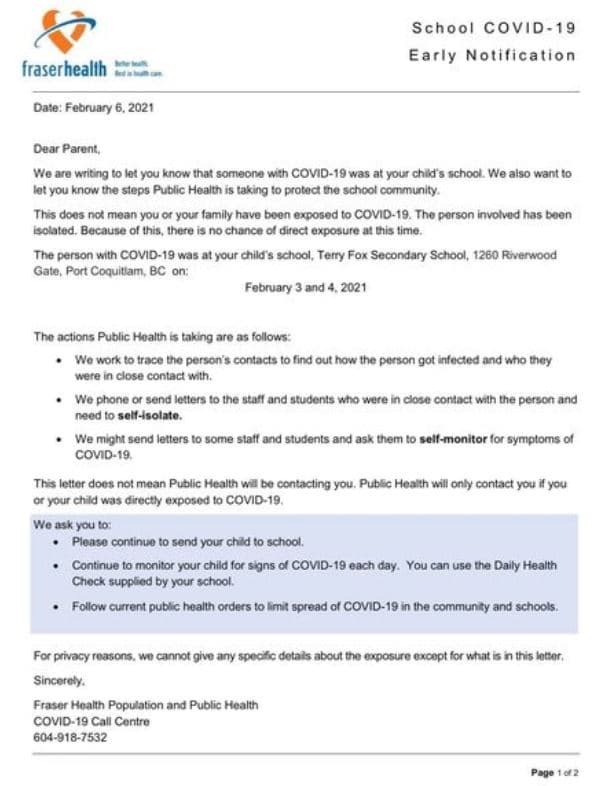 School COVID-19
Early Notification
fraserhealth
Better health.
Best in health care.
Date: February 6, 2021
Dear Parent,
We are writing to let you know that someone with COVID-19 was at your child's school. We also want to
let you know the steps Public Health is taking to protect the school community.
This does not mean you or your family have been exposed to COVID-19. The person involved has been
isolated. Because of this, there is no chance of direct exposure at this time.
The person with COVID-19 was at your child's school, Terry Fox Secondary School, 1260 Riverwood
Gate, Port Coquitlam, BC on:
February 3 and 4, 2021
The actions Public Health is taking are as follows:
• We work to trace the person's contacts to find out how the person got infected and who they
were in close contact with.
• We phone or send letters to the staff and students who were in close contact with the person and
need to self-isolate.
• We might send letters to some staff and students and ask them to self-monitor for symptoms of
COVID-19.
This letter does not mean Public Health will be contacting you. Public Health will only contact you if you
or your child was directly exposed to COVID-19.
We ask you to:
• Please continue to send your child to school.
• Continue to monitor your child for signs of COVID-19 each day. You can use the Daily Health
Check supplied by your school.
• Follow current public health orders to limit spread of COVID-19 in the community and schools.
For privacy reasons, we cannot give any specific details about the exposure except for what is in this letter.
Sincerely,
Fraser Health Population and Public Health
COVID-19 Call Centre
604-918-7532
Page 1 of 2